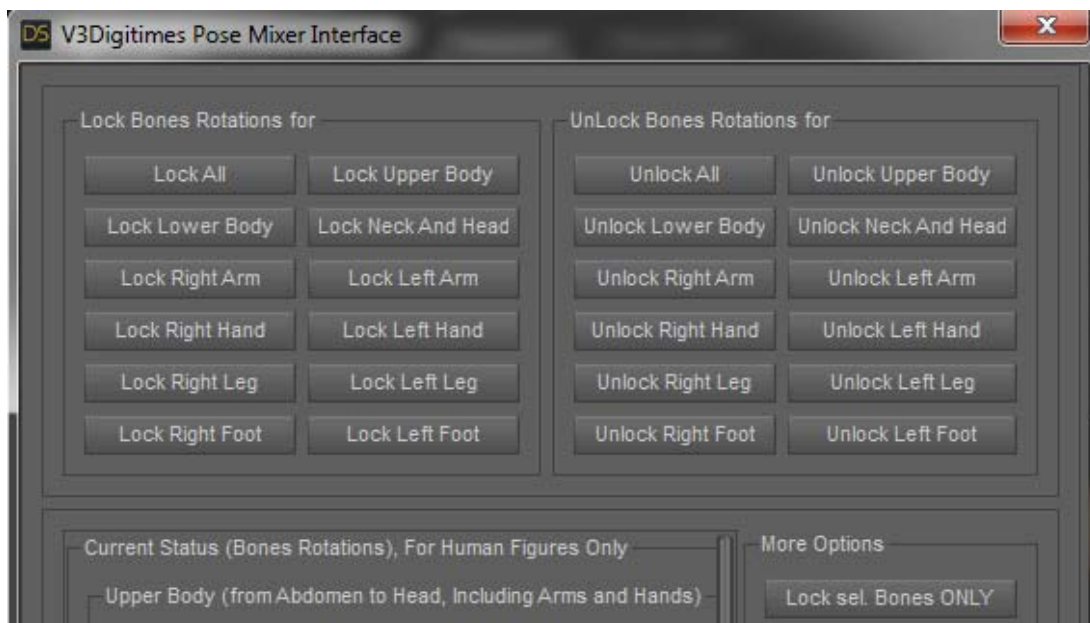 DS V3Digitimes Pose Mixer Interface
Lock Bones Rotations for
Lock All
Lock Upper Body
Lock Lower Body
Lock Neck And Head
Lock Right Arm
Lock Left Arm
Lock Right Hand
Lock Left Hand
Lock Right Leg
Lock Left Leg
Lock Right Foot
Lock Left Foot
UnLock Bones Rotations for
Unlock All
Unlock Upper Body
Unlock Lower Body
Unlock Neck And Head
Unlock Right Arm
Unlock Left Arm
Unlock Right Hand
Unlock Left Hand
Unlock Right Leg
Unlock Left Leg
Unlock Right Foot
Unlock Left Foot
Current Status (Bones Rotations), For Human Figures Only
Upper Body (from Abdomen to Head, Including Arms and Hands)
More Options
Lock sel. Bones ONLY